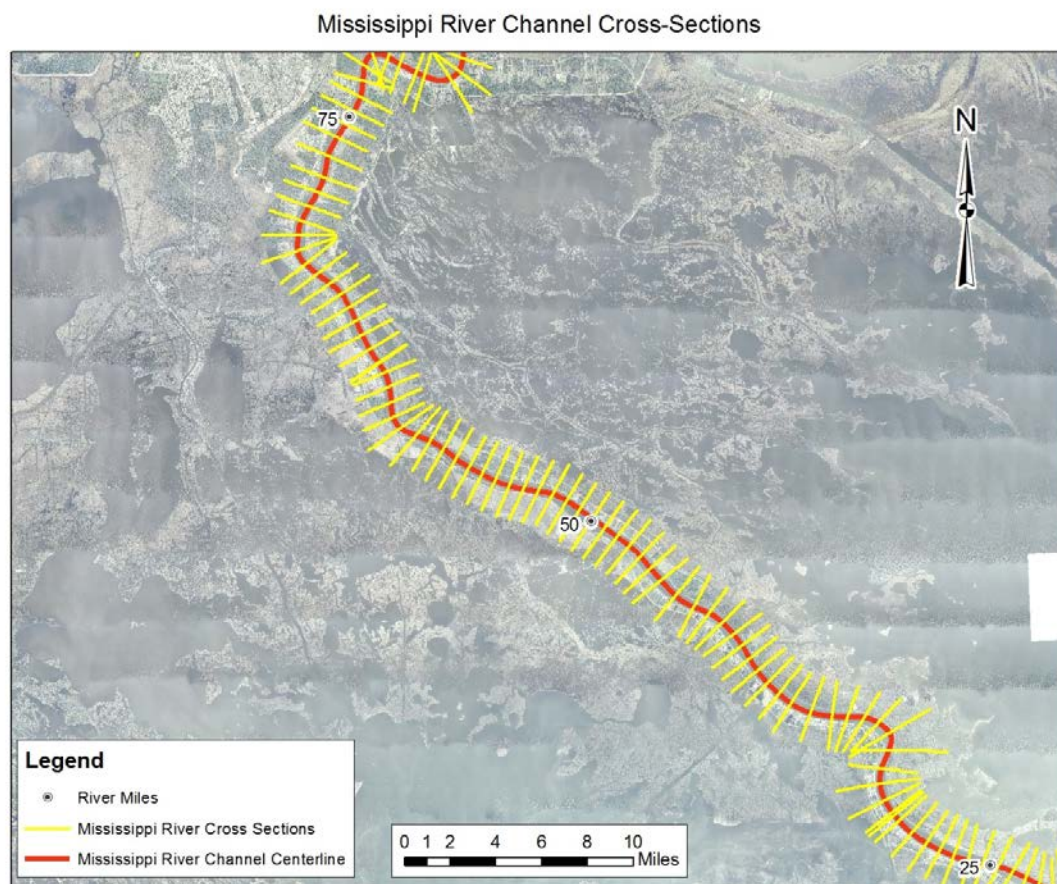 Mississippi River Channel Cross-Sections
75
N
50
Legend
River Miles
Mississippi River Cross Sections
Mississippi River Channel Centerline
0 1 2 4 6 8 10
Miles
25